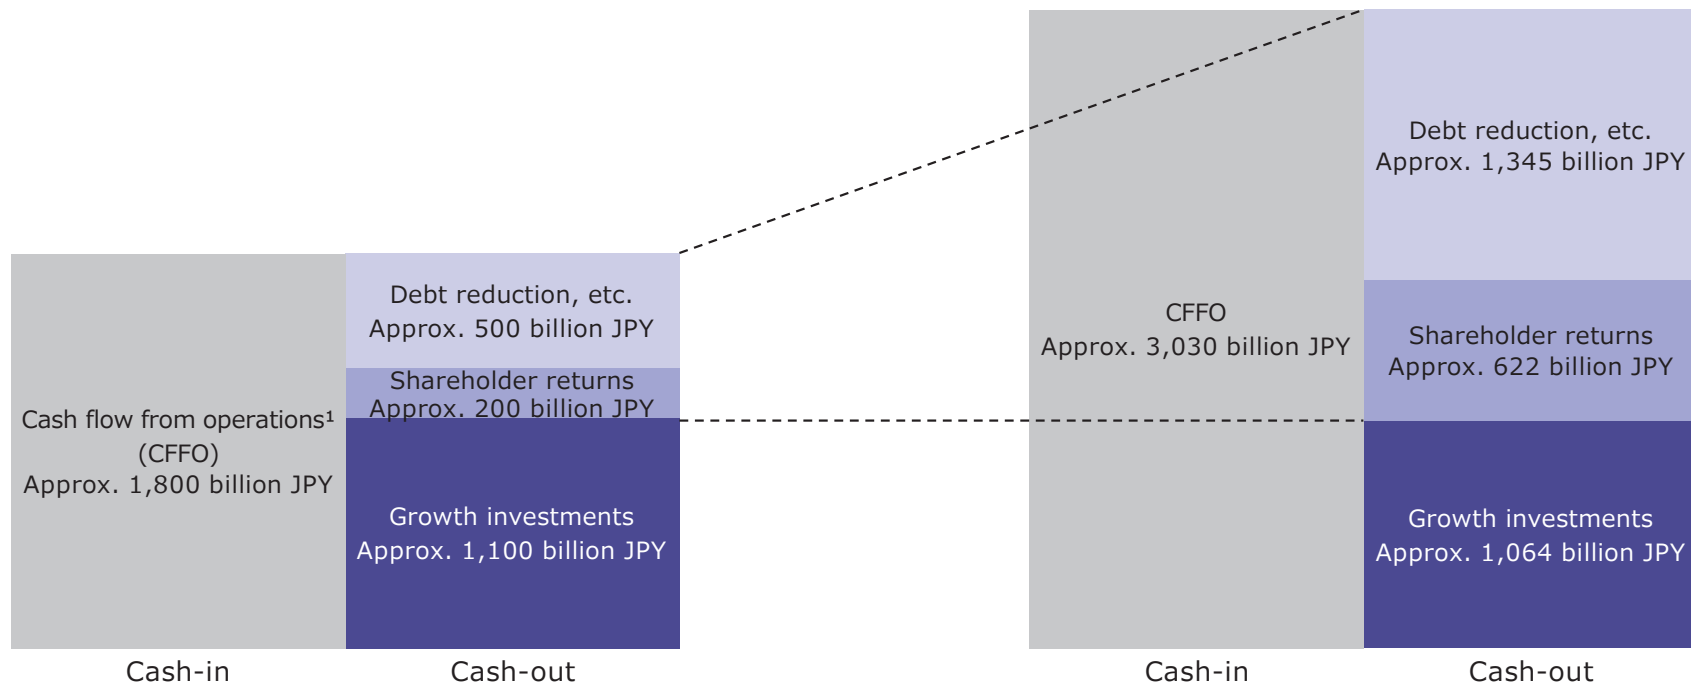 Cash flow from operations¹
(CFFO)
Approx. 1,800 billion JPY
Cash-in
Debt reduction, etc.
Approx. 500 billion JPY
Shareholder returns
Approx. 200 billion JPY
Growth investments
Approx. 1,100 billion JPY
Cash-out
CFFO
Approx. 3,030 billion JPY
Cash-in
Debt reduction, etc.
Approx. 1,345 billion JPY
Shareholder returns
Approx. 622 billion JPY
Growth investments
Approx. 1,064 billion JPY
Cash-out